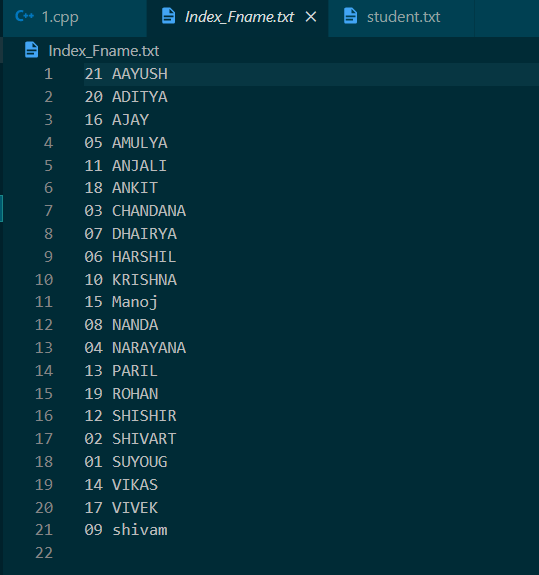 C++ 1.cpp Index_Fname.txt × student.txt
Index_Fname.txt
1 21 AAYUSH
2 20 ADITYA
3 16 AJAY
4 05 AMULYA
5 11 ANJALI
6 18 ANKIT
7 03 CHANDANA
8 07 DHAIRYA
9 06 HARSHIL
10 10 KRISHNA
11 15 Manoj
12 08 NANDA
13 04 NARAYANA
14 13 PARIL
15 19 ROHAN
16 12 SHISHIR
17 02 SHIVART
18 01 SUYOUG
19 14 VIKAS
20 17 VIVEK
21 09 shivam
22